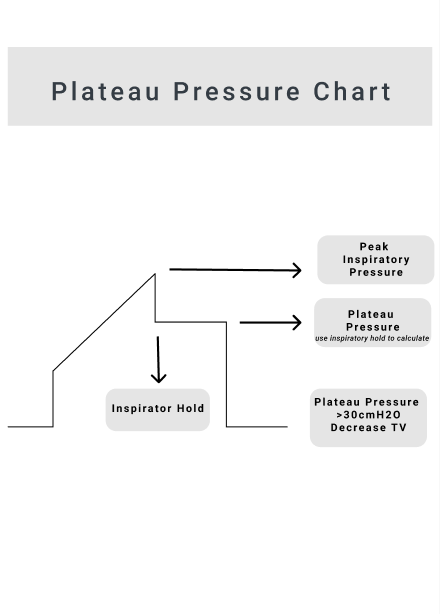 Plateau Pressure Chart
Peak
Inspiratory
Pressure
Plateau
Pressure
use inspiratory hold to calculate
Inspirator Hold
Plateau Pressure
>30cmH2O
Decrease TV